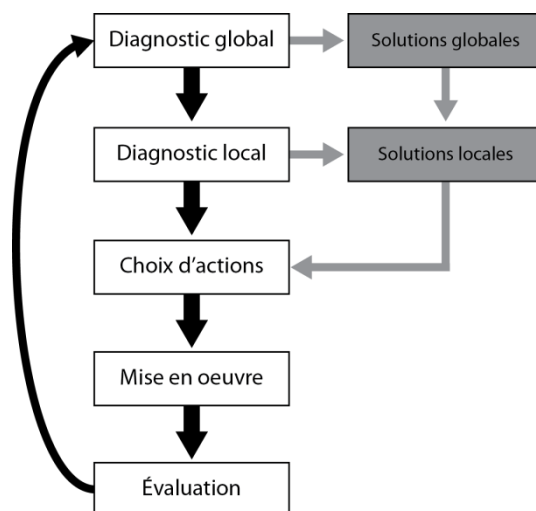 Diagnostic global
Solutions globales
Diagnostic local
Solutions locales
Choix d'actions
Mise en oeuvre
Évaluation